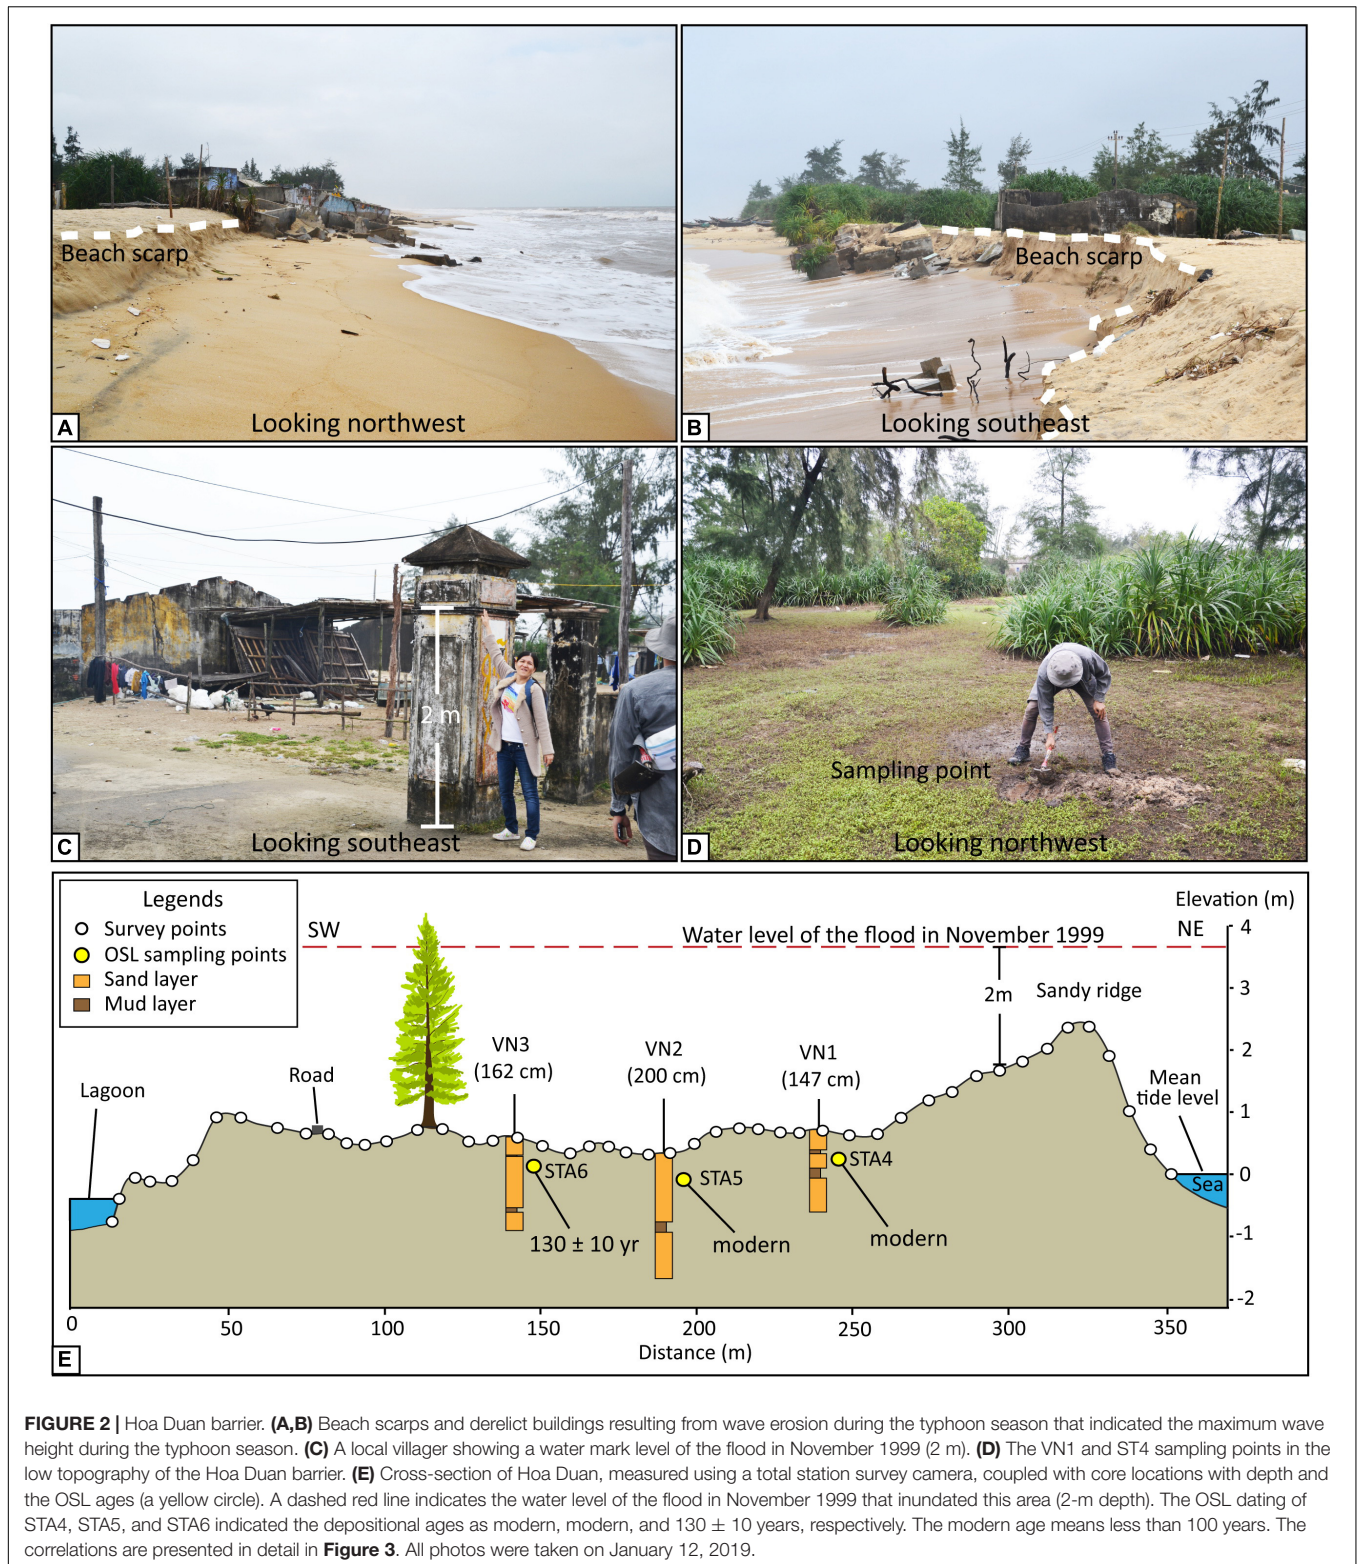 Beach scarp
Looking northwest
A
Beach scarp
Looking southeast
B
2 m
Looking southeast
C
Sampling point
Looking northwest
D
Legends
Survey points
OSL sampling points
Sand layer
Mud layer
SW
Water level of the flood in November 1999
Elevation (m)
NE
4
3
2
1
0
-1
-2
2m
Sandy ridge
Mean
tide level
Sea
Lagoon
Road
VN3
(162 cm)
VN2
(200 cm)
VN1
(147 cm)
STA6
STA5
STA4
130 ± 10 yr
modern
modern
0
50
100
150
200
250
300
350
Distance (m)
E
FIGURE 2 | Hoa Duan barrier. (A,B) Beach scarps and derelict buildings resulting from wave erosion during the typhoon season that indicated the maximum wave
height during the typhoon season. (C) A local villager showing a water mark level of the flood in November 1999 (2 m). (D) The VN1 and ST4 sampling points in the
low topography of the Hoa Duan barrier. (E) Cross-section of Hoa Duan, measured using a total station survey camera, coupled with core locations with depth and
the OSL ages (a yellow circle). A dashed red line indicates the water level of the flood in November 1999 that inundated this area (2-m depth). The OSL dating of
STA4, STA5, and STA6 indicated the depositional ages as modern, modern, and 130 ± 10 years, respectively. The modern age means less than 100 years. The
correlations are presented in detail in Figure 3. All photos were taken on January 12, 2019.